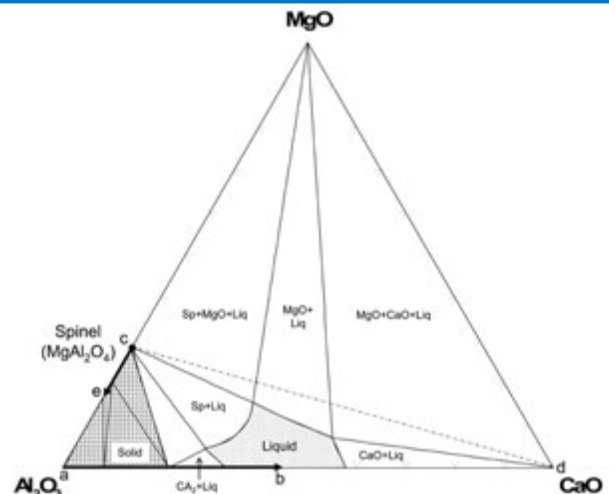 MgO
Sp+MgO+Liq
MgO+
Liq
MgO+CaO+Liq
Spinel
(MgAl₂O₄)
c
e
Sp+Liq
Solid
Liquid
CaO+Liq
a
b
d
Al₂O₃
CA₂+Liq
CaO